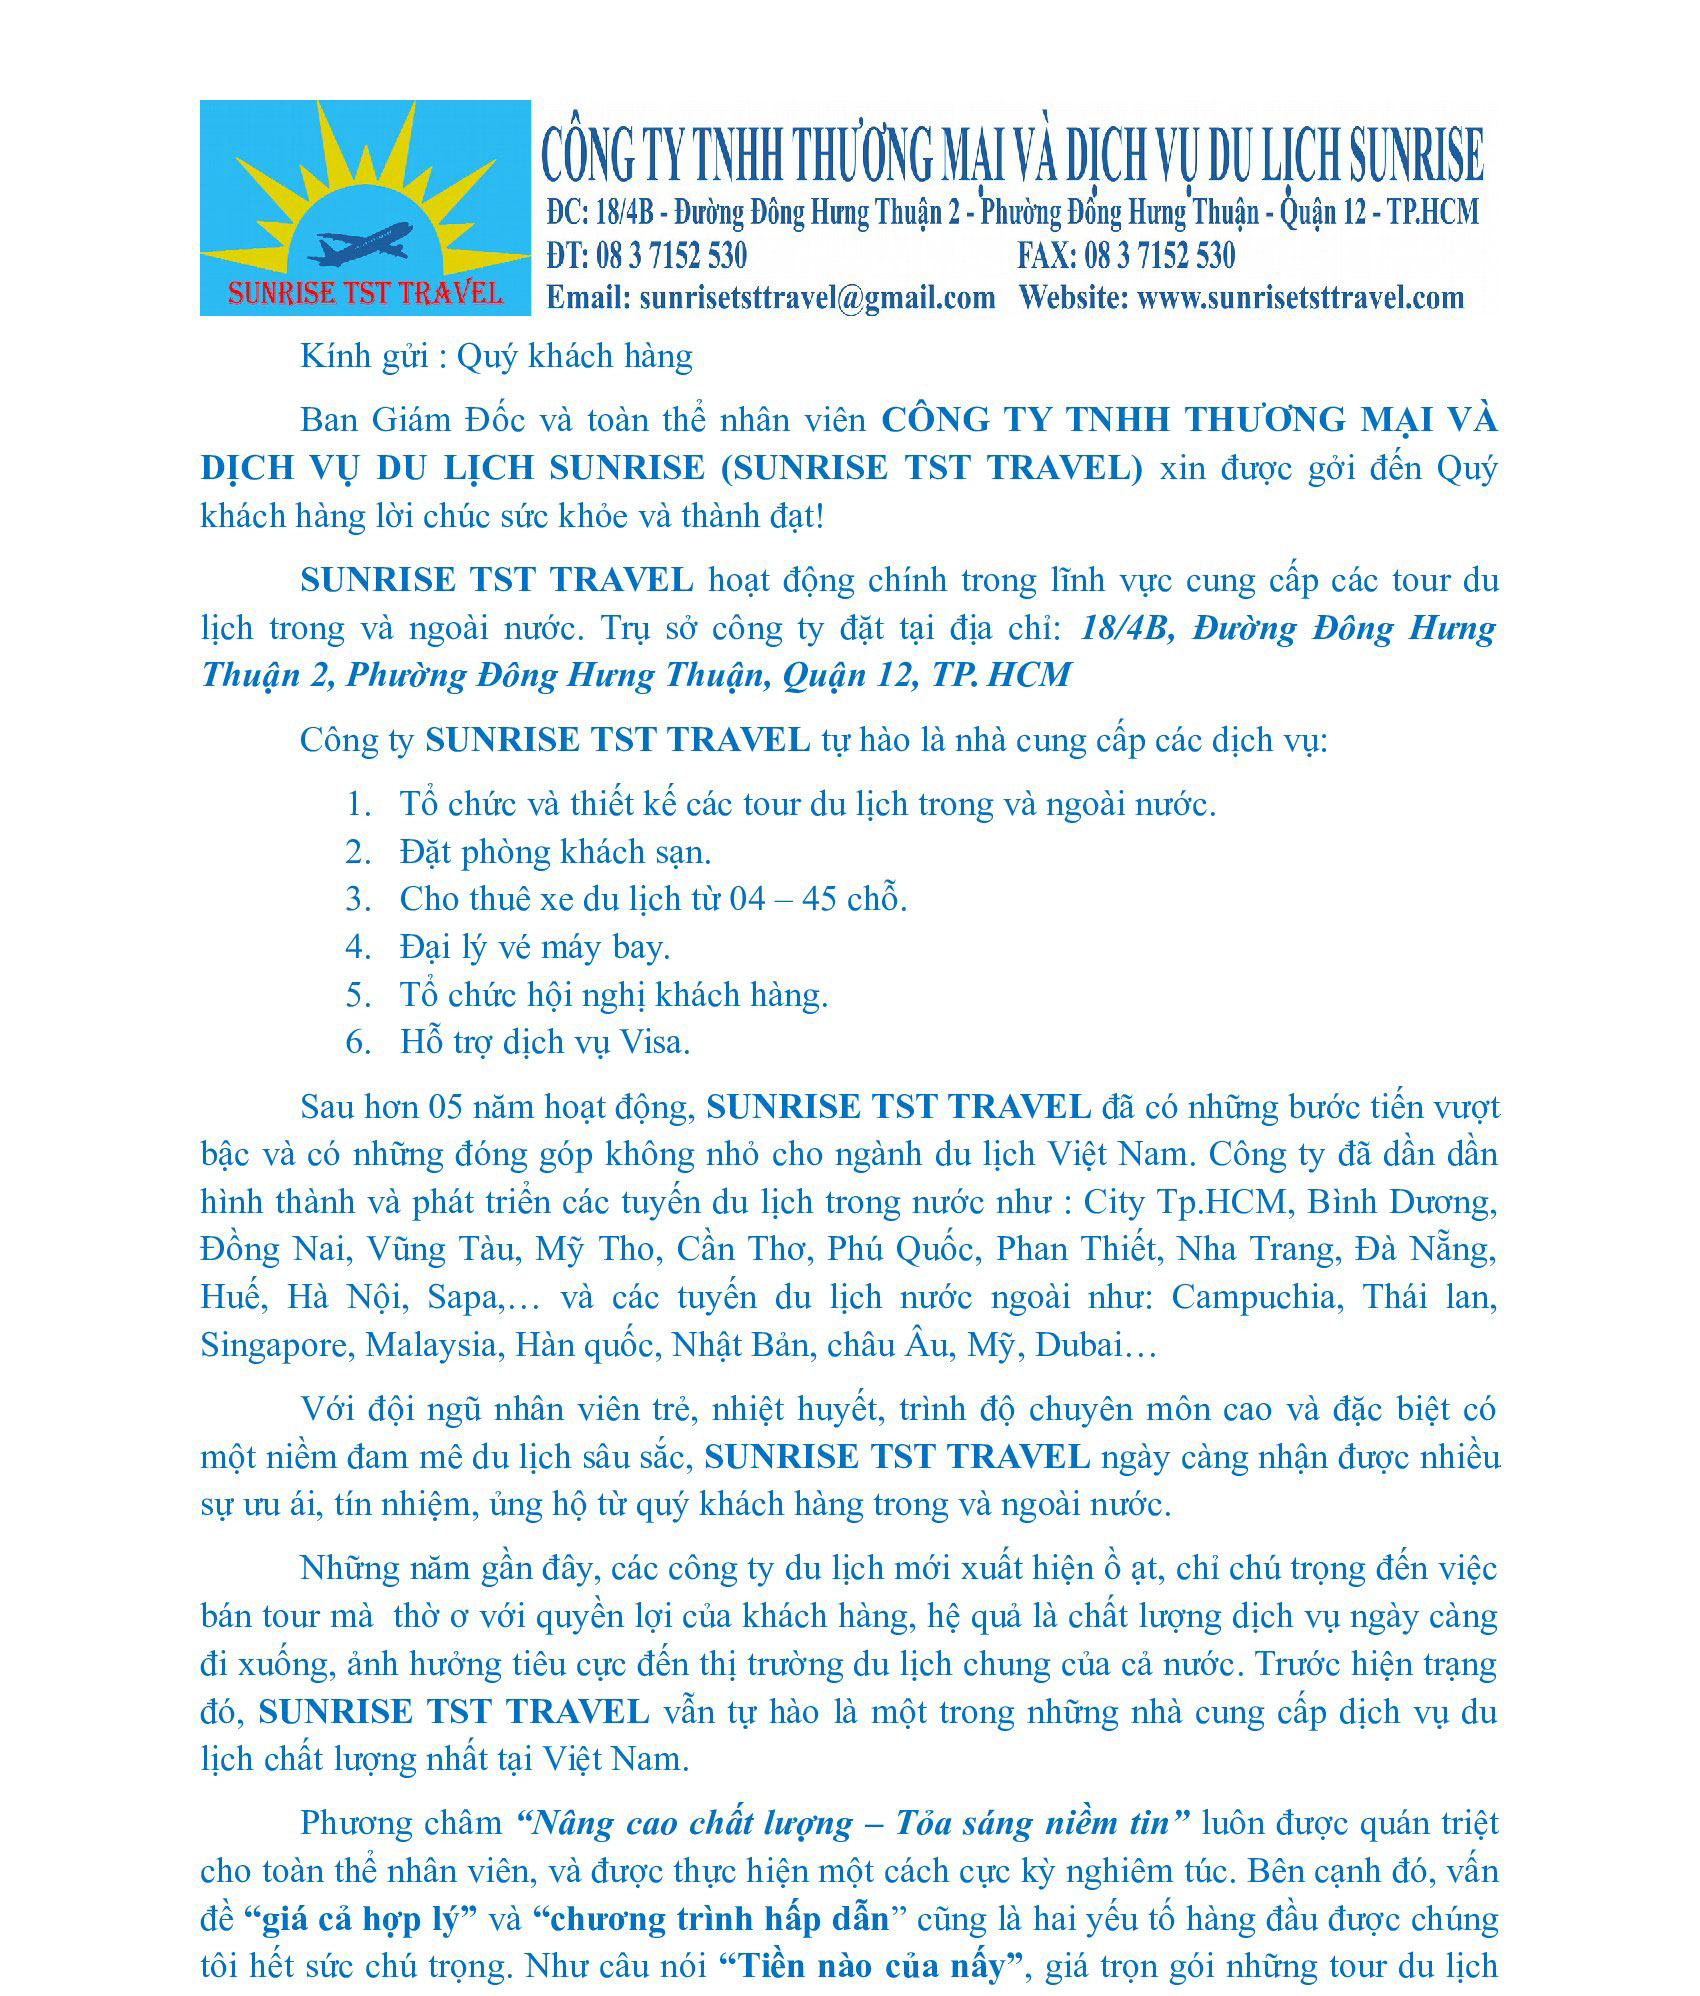 SUNRISE TST TRAVEL
CÔNG TY TNHH THƯƠNG MẠI VÀ DỊCH VỤ DU LỊCH SUNRISE
ĐC: 18/4B - Đường Đông Hưng Thuận 2 - Phường Đông Hưng Thuận - Quận 12 - TP.HCM
ĐT: 08 3 7152 530 FAX: 08 3 7152 530
Email: sunrisetsttravel@gmail.com Website: www.sunrisetsttravel.com
Kính gửi : Quý khách hàng
Ban Giám Đốc và toàn thể nhân viên CÔNG TY TNHH THƯƠNG MẠI VÀ
DỊCH VỤ DU LỊCH SUNRISE (SUNRISE TST TRAVEL) xin được gởi đến Quý
khách hàng lời chúc sức khỏe và thành đạt!
SUNRISE TST TRAVEL hoạt động chính trong lĩnh vực cung cấp các tour du
lịch trong và ngoài nước. Trụ sở công ty đặt tại địa chỉ: 18/4B, Đường Đông Hưng
Thuận 2, Phường Đông Hưng Thuận, Quận 12, TP. HCM
Công ty SUNRISE TST TRAVEL tự hào là nhà cung cấp các dịch vụ:
1. Tổ chức và thiết kế các tour du lịch trong và ngoài nước.
2. Đặt phòng khách sạn.
3. Cho thuê xe du lịch từ 04 – 45 chỗ.
4. Đại lý vé máy bay.
5. Tổ chức hội nghị khách hàng.
6. Hỗ trợ dịch vụ Visa.
Sau hơn 05 năm hoạt động, SUNRISE TST TRAVEL đã có những bước tiến vượt
bậc và có những đóng góp không nhỏ cho ngành du lịch Việt Nam. Công ty đã dần dần
hình thành và phát triển các tuyến du lịch trong nước như : City Tp.HCM, Bình Dương,
Đồng Nai, Vũng Tàu, Mỹ Tho, Cần Thơ, Phú Quốc, Phan Thiết, Nha Trang, Đà Nẵng,
Huế, Hà Nội, Sapa,… và các tuyến du lịch nước ngoài như: Campuchia, Thái lan,
Singapore, Malaysia, Hàn quốc, Nhật Bản, châu Âu, Mỹ, Dubai…
Với đội ngũ nhân viên trẻ, nhiệt huyết, trình độ chuyên môn cao và đặc biệt có
một niềm đam mê du lịch sâu sắc, SUNRISE TST TRAVEL ngày càng nhận được nhiều
sự ưu ái, tín nhiệm, ủng hộ từ quý khách hàng trong và ngoài nước.
Những năm gần đây, các công ty du lịch mới xuất hiện ồ ạt, chỉ chú trọng đến việc
bán tour mà thờ ơ với quyền lợi của khách hàng, hệ quả là chất lượng dịch vụ ngày càng
đi xuống, ảnh hưởng tiêu cực đến thị trường du lịch chung của cả nước. Trước hiện trạng
đó, SUNRISE TST TRAVEL vẫn tự hào là một trong những nhà cung cấp dịch vụ du
lịch chất lượng nhất tại Việt Nam.
Phương châm “Nâng cao chất lượng – Tỏa sáng niềm tin” luôn được quán triệt
cho toàn thể nhân viên, và được thực hiện một cách cực kỳ nghiêm túc. Bên cạnh đó, vấn
đề “giá cả hợp lý” và “chương trình hấp dẫn” cũng là hai yếu tố hàng đầu được chúng
tôi hết sức chú trọng. Như câu nói “Tiền nào của nấy”, giá trọn gói những tour du lịch